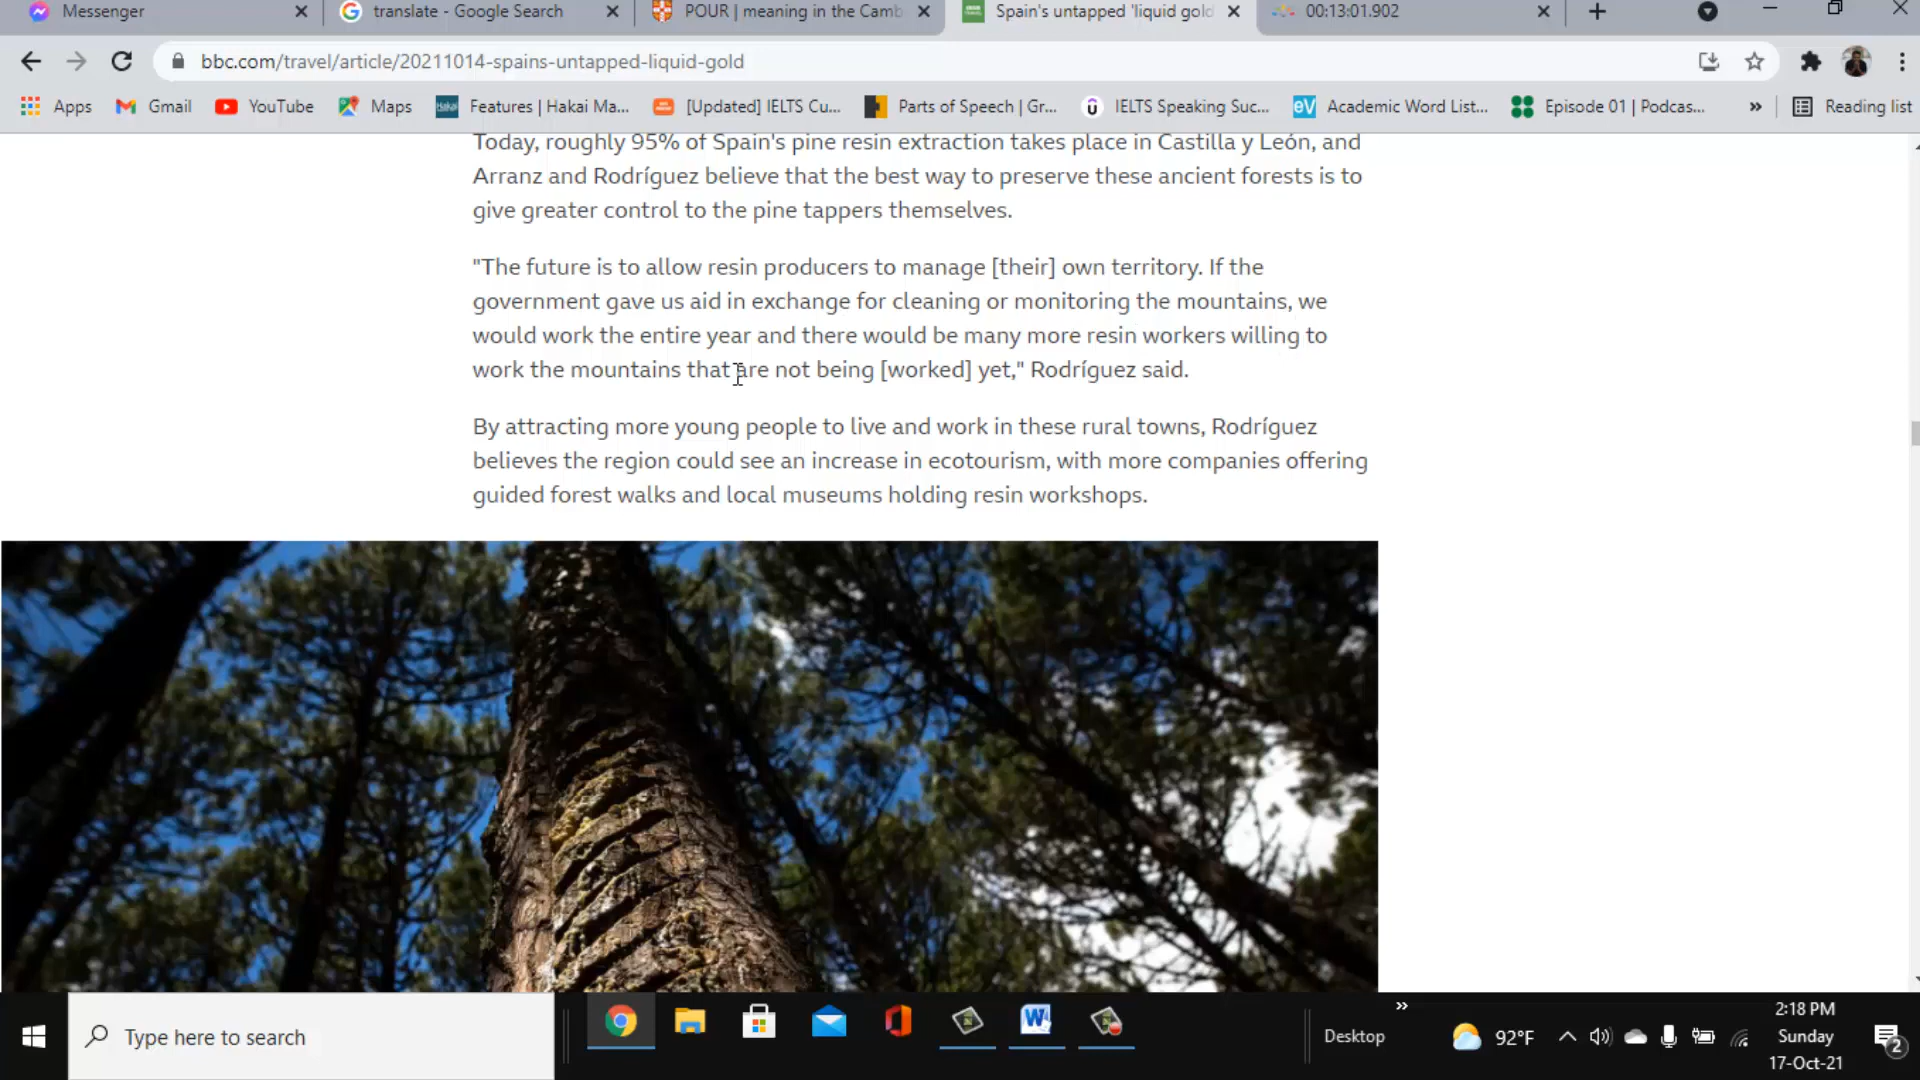 Messenger
translate - Google Search
POUR | meaning in the Camb
Spain's untapped 'liquid gold
00:13:01.902
bbc.com/travel/article/20211014-spains-untapped-liquid-gold
Apps
Gmail
YouTube
Maps
Hakai
Features | Hakai Ma...
[Updated] IELTS Cu...
Parts of Speech | Gr...
IELTS Speaking Suc...
eV
Academic Word List...
Episode 01 | Podcas...
»
Reading list
Today, roughly 95% of Spain's pine resin extraction takes place in Castilla y León, and
Arranz and Rodríguez believe that the best way to preserve these ancient forests is to
give greater control to the pine tappers themselves.
"The future is to allow resin producers to manage [their] own territory. If the
government gave us aid in exchange for cleaning or monitoring the mountains, we
would work the entire year and there would be many more resin workers willing to
work the mountains that are not being [worked] yet," Rodríguez said.
By attracting more young people to live and work in these rural towns, Rodríguez
believes the region could see an increase in ecotourism, with more companies offering
guided forest walks and local museums holding resin workshops.
Type here to search
W
Desktop
»
92°F
2:18 PM
Sunday
17-Oct-21
2